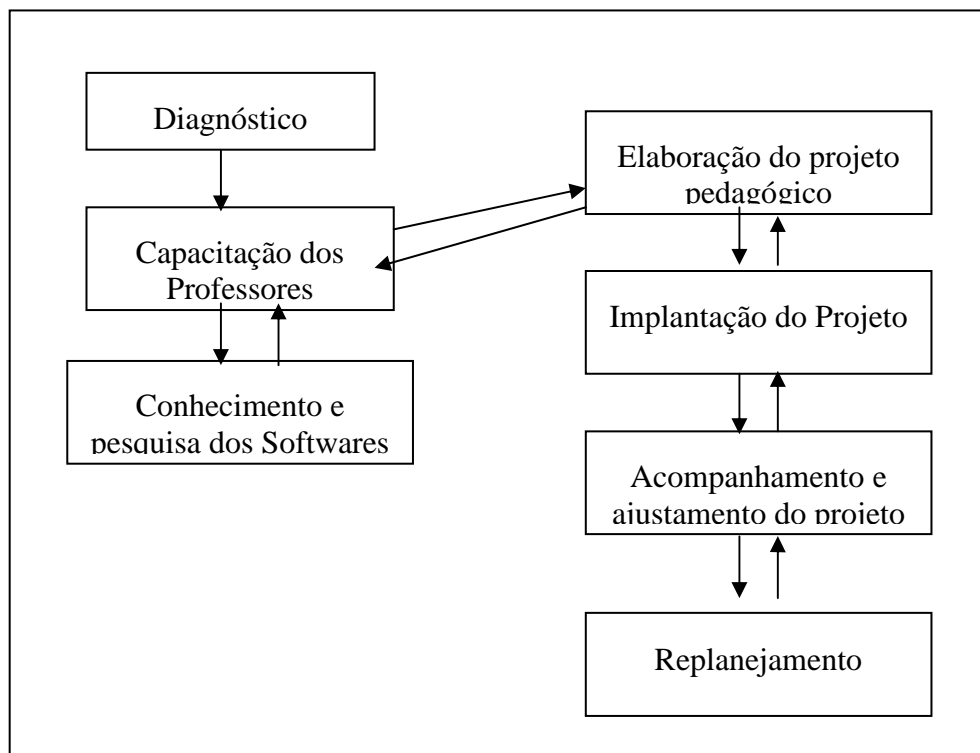 Diagnóstico
Capacitação dos
Professores
Conhecimento e
pesquisa dos Softwares
Elaboração do projeto
pedagógico
Implantação do Projeto
Acompanhamento e
ajustamento do projeto
Replanejamento